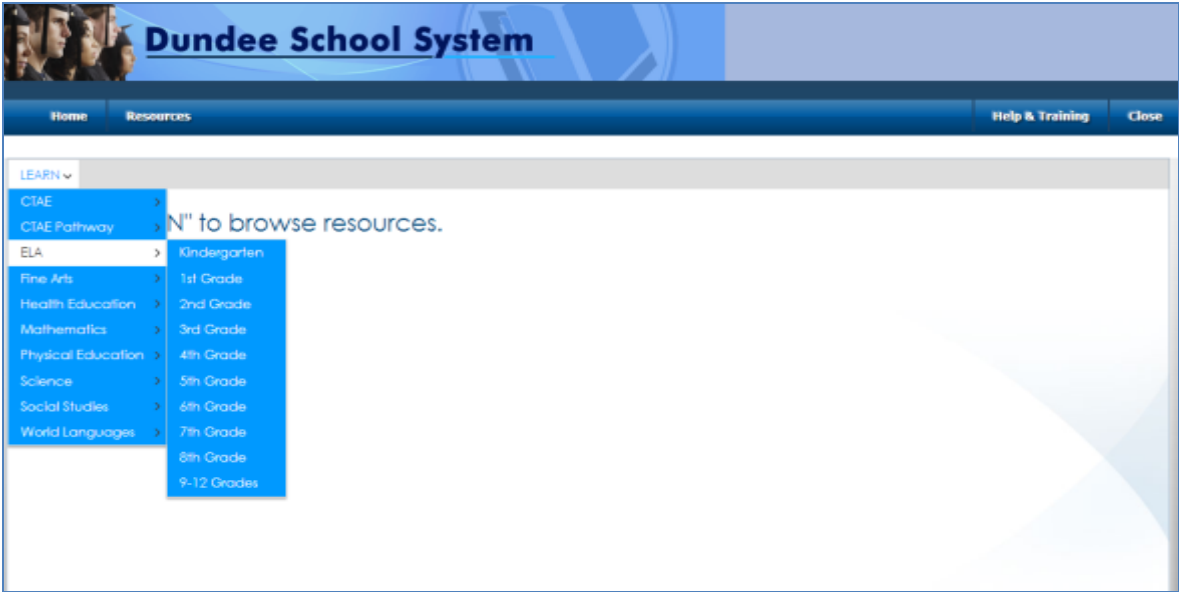 Dundee School System
Home Resources Help & Training Close
LEARN
CTAE
CTAE Pathway
N" to browse resources.
ELA
Fine Arts
Health Education
Mathematics
Physical Education
Science
Social Studies
World Languages
Kindergarten
1st Grade
2nd Grade
3rd Grade
4th Grade
5th Grade
6th Grade
7th Grade
8th Grade
9-12 Grades